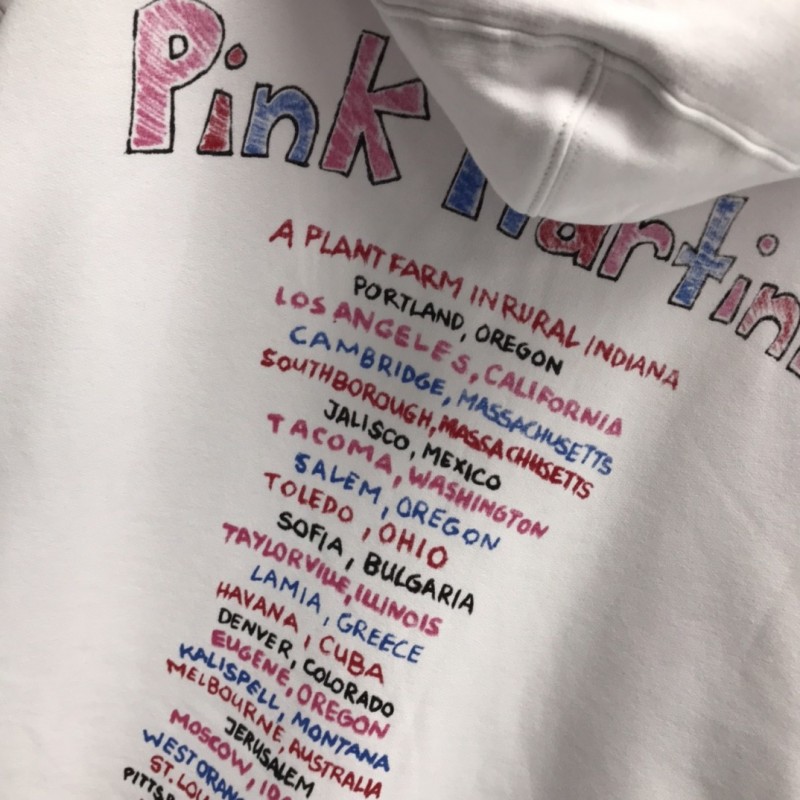 Pink Martini
A PLANT FARM IN RURAL INDIANA
PORTLAND, OREGON
LOS ANGELES, CALIFORNIA
CAMBRIDGE, MASSACHUSETTS
SOUTHBOROUGH, MASSACHUSETTS
JALISCO, MEXICO
TACOMA, WASHINGTON
SALEM, OREGON
TOLEDO, OHIO
SOFIA, BULGARIA
TAYLORVILLE, ILLINOIS
LAMIA, GREECE
HAVANA, CUBA
DENVER, COLORADO
EUGENE, OREGON
KALISPELL, MONTANA
MELBOURNE, AUSTRALIA
JERUSALEM
MOSCOW,
WEST
ST.